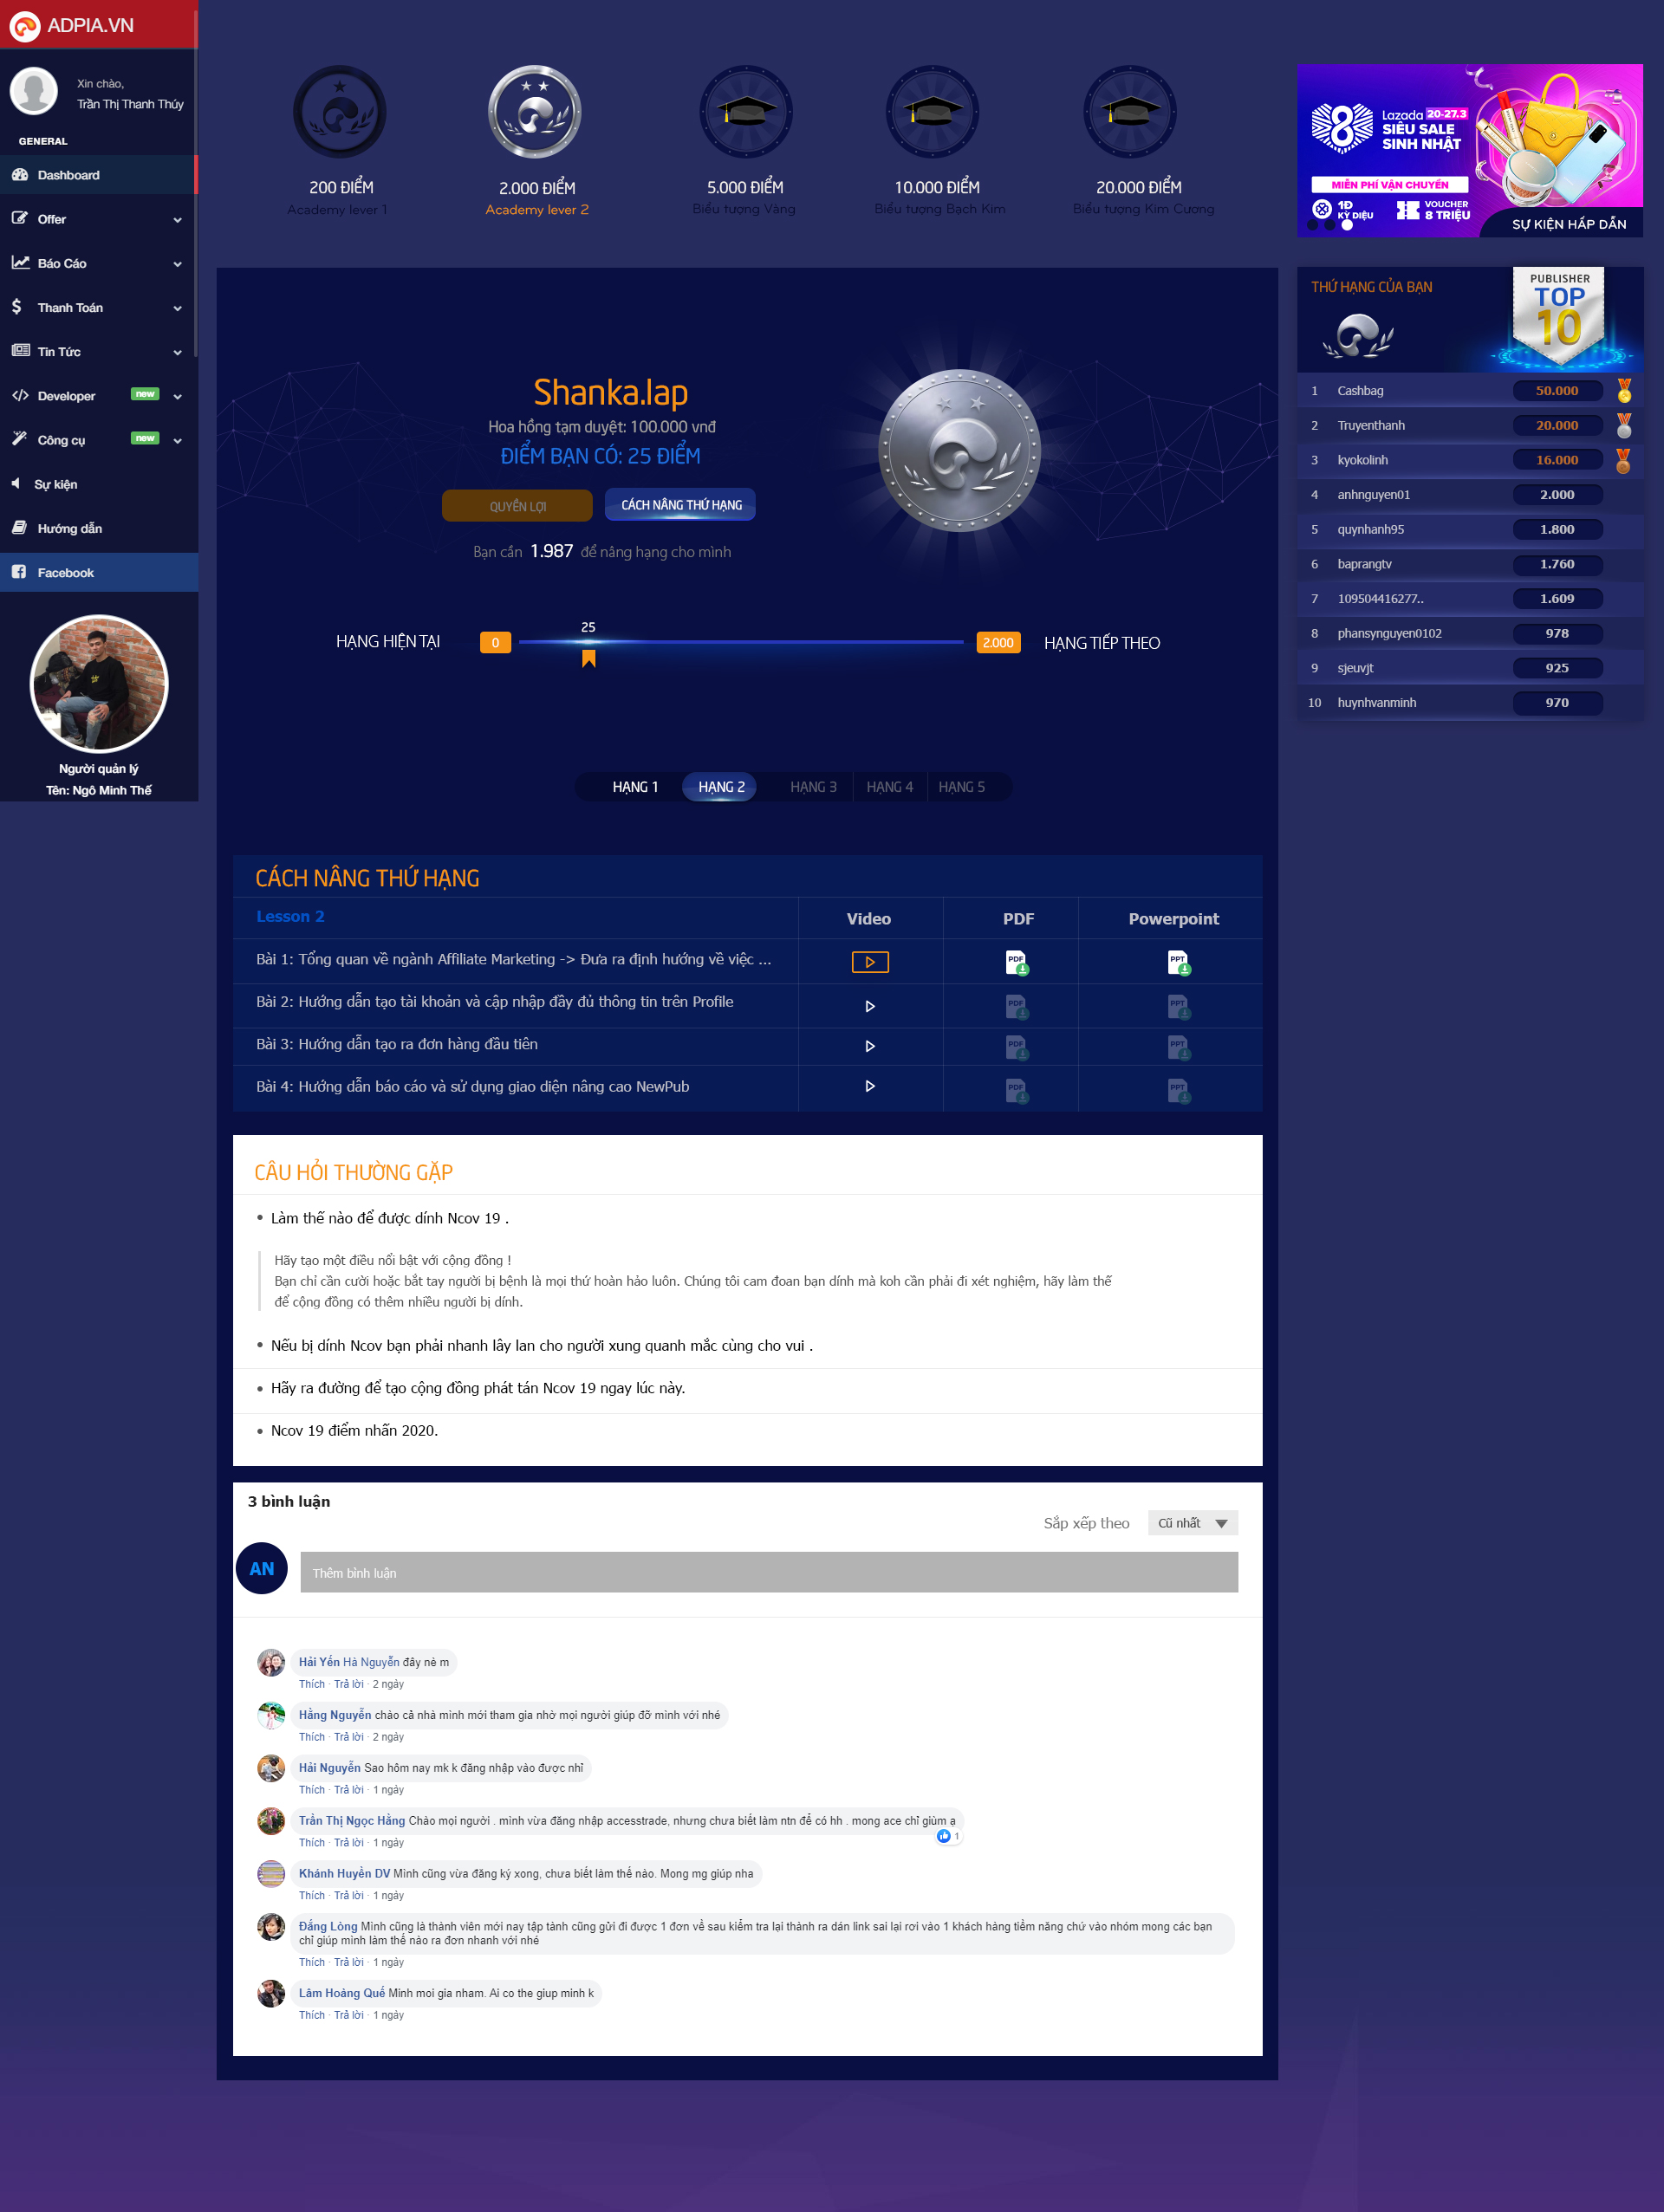 ADPIA.VN
Xin chào,
Trần Thị Thanh Thúy
GENERAL
Dashboard
Offer
Báo Cáo
Thanh Toán
Tin Tức
Developer new
Công cụ new
Sự kiện
Hướng dẫn
Facebook
Người quản lý
Tên: Ngô Minh Thế
200 ĐIỂM
Academy lever 1
2.000 ĐIỂM
Academy lever 2
5.000 ĐIỂM
Biểu tượng Vàng
10.000 ĐIỂM
Biểu tượng Bạch Kim
20.000 ĐIỂM
Biểu tượng Kim Cương
Shanka.lap
Hoa hồng tạm duyệt: 100.000 vnđ
ĐIỂM BẠN CÓ: 25 ĐIỂM
QUYỀN LỢI
CÁCH NÂNG THỨ HẠNG
Bạn cần 1.987 để nâng hạng cho mình
25
HẠNG HIỆN TẠI 0 2.000 HẠNG TIẾP THEO
HẠNG 1 HẠNG 2 HẠNG 3 HẠNG 4 HẠNG 5
CÁCH NÂNG THỨ HẠNG
Lesson 2 Video PDF Powerpoint
Bài 1: Tổng quan về ngành Affiliate Marketing -> Đưa ra định hướng về việc ... PDF PPT
Bài 2: Hướng dẫn tạo tài khoản và cập nhập đầy đủ thông tin trên Profile PDF PPT
Bài 3: Hướng dẫn tạo ra đơn hàng đầu tiên PDF PPT
Bài 4: Hướng dẫn báo cáo và sử dụng giao diện nâng cao NewPub PDF PPT
CÂU HỎI THƯỜNG GẶP
Làm thế nào để được dính Ncov 19 .
Hãy tạo một điều nổi bật với cộng đồng !
Bạn chỉ cần cười hoặc bắt tay người bị bệnh là mọi thứ hoàn hảo luôn. Chúng tôi cam đoan bạn dính mà koh cần phải đi xét nghiệm, hãy làm thế
để cộng đồng có thêm nhiều người bị dính.
Nếu bị dính Ncov bạn phải nhanh lây lan cho người xung quanh mắc cùng cho vui .
Hãy ra đường để tạo cộng đồng phát tán Ncov 19 ngay lúc này.
Ncov 19 điểm nhấn 2020.
3 bình luận
Sắp xếp theo Cũ nhất
AN Thêm bình luận
Hải Yến Hà Nguyễn đây nè m
Thích · Trả lời · 2 ngày
Hằng Nguyễn chào cả nhà mình mới tham gia nhờ mọi người giúp đỡ mình với nhé
Thích · Trả lời · 2 ngày
Hải Nguyễn Sao hôm nay mk k đăng nhập vào được nhỉ
Thích · Trả lời · 1 ngày
Trần Thị Ngọc Hằng Chào mọi người . mình vừa đăng nhập accesstrade, nhưng chưa biết làm ntn để có hh . mong ace chỉ giùm ạ
1
Thích · Trả lời · 1 ngày
Khánh Huyền DV Mình cũng vừa đăng ký xong, chưa biết làm thế nào. Mong mg giúp nha
Thích · Trả lời · 1 ngày
Đắng Lòng Mình cũng là thành viên mới nay tập tành cũng gửi đi được 1 đơn về sau kiểm tra lại thành ra dán link sai lại rơi vào 1 khách hàng tiềm năng chứ vào nhóm mong các bạn
chỉ giúp mình làm thế nào ra đơn nhanh với nhé
Thích · Trả lời · 1 ngày
Lâm Hoàng Quế Minh moi gia nham. Ai co the giup minh k
Thích · Trả lời · 1 ngày
8
Lazada 20-27.3
SIÊU SALE
SINH NHẬT
MIỄN PHÍ VẬN CHUYỂN
1Đ
KỲ DIỆU
VOUCHER
8 TRIỆU
SỰ KIỆN HẤP DẪN
THỨ HẠNG CỦA BẠN
PUBLISHER
TOP
10
1 Cashbag 50.000
2 Truyenthanh 20.000
3 kyokolinh 16.000
4 anhnguyen01 2.000
5 quynhanh95 1.800
6 baprangtv 1.760
7 109504416277.. 1.609
8 phansynguyen0102 978
9 sjeuvjt 925
10 huynhvanminh 970